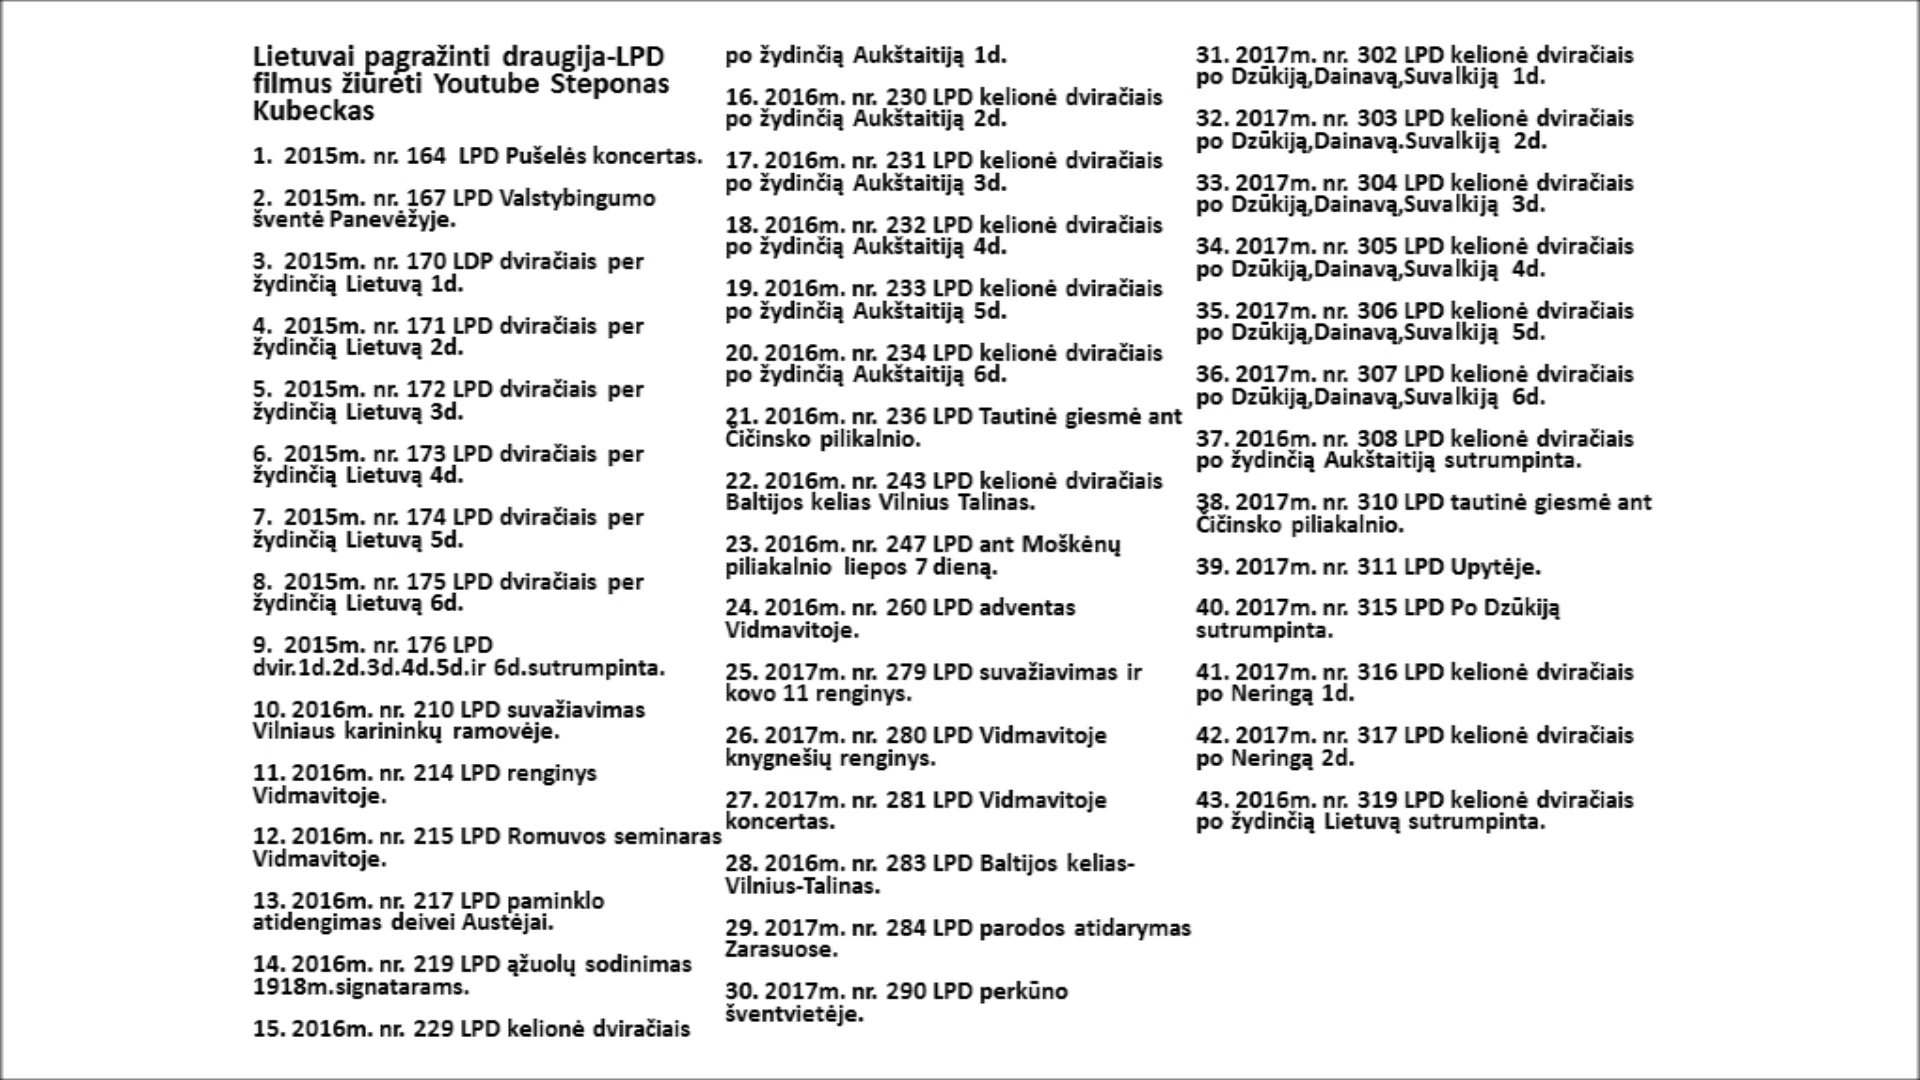 Lietuvai pagražinti draugija-LPD
filmus žiūrėti Youtube Steponas
Kubeckas
1. 2015m. nr. 164 LPD Pušelės koncertas.
2. 2015m. nr. 167 LPD Valstybingumo
šventė Panevėžyje.
3. 2015m. nr. 170 LDP dviračiais per
žydinčią Lietuvą 1d.
4. 2015m. nr. 171 LPD dviračiais per
žydinčią Lietuvą 2d.
5. 2015m. nr. 172 LPD dviračiais per
žydinčią Lietuvą 3d.
6. 2015m. nr. 173 LPD dviračiais per
žydinčią Lietuvą 4d.
7. 2015m. nr. 174 LPD dviračiais per
žydinčią Lietuvą 5d.
8. 2015m. nr. 175 LPD dviračiais per
žydinčią Lietuvą 6d.
9. 2015m. nr. 176 LPD
dvir.1d.2d.3d.4d.5d.ir 6d.sutrumpinta.
10. 2016m. nr. 210 LPD suvažiavimas
Vilniaus karininkų ramovėje.
11. 2016m. nr. 214 LPD renginys
Vidmavitoje.
12. 2016m. nr. 215 LPD Romuvos seminaras
Vidmavitoje.
13. 2016m. nr. 217 LPD paminklo
atidengimas deivei Austėjai.
14. 2016m. nr. 219 LPD ąžuolų sodinimas
1918m.signatarams.
15. 2016m. nr. 229 LPD kelionė dviračiais
po žydinčią Aukštaitiją 1d.
16. 2016m. nr. 230 LPD kelionė dviračiais
po žydinčią Aukštaitiją 2d.
17. 2016m. nr. 231 LPD kelionė dviračiais
po žydinčią Aukštaitiją 3d.
18. 2016m. nr. 232 LPD kelionė dviračiais
po žydinčią Aukštaitiją 4d.
19. 2016m. nr. 233 LPD kelionė dviračiais
po žydinčią Aukštaitiją 5d.
20. 2016m. nr. 234 LPD kelionė dviračiais
po žydinčią Aukštaitiją 6d.
21. 2016m. nr. 236 LPD Tautinė giesmė ant
Čičinsko pilikalnio.
22. 2016m. nr. 243 LPD kelionė dviračiais
Baltijos kelias Vilnius Talinas.
23. 2016m. nr. 247 LPD ant Moškėnų
piliakalnio liepos 7 dieną.
24. 2016m. nr. 260 LPD adventas
Vidmavitoje.
25. 2017m. nr. 279 LPD suvažiavimas ir
kovo 11 renginys.
26. 2017m. nr. 280 LPD Vidmavitoje
knygnešių renginys.
27. 2017m. nr. 281 LPD Vidmavitoje
koncertas.
28. 2016m. nr. 283 LPD Baltijos kelias-
Vilnius-Talinas.
29. 2017m. nr. 284 LPD parodos atidarymas
Zarasuose.
30. 2017m. nr. 290 LPD perkūno
šventvietėje.
31. 2017m. nr. 302 LPD kelionė dviračiais
po Dzūkiją,Dainavą,Suvalkiją 1d.
32. 2017m. nr. 303 LPD kelionė dviračiais
po Dzūkiją,Dainavą.Suvalkiją 2d.
33. 2017m. nr. 304 LPD kelionė dviračiais
po Dzūkiją,Dainavą,Suvalkiją 3d.
34. 2017m. nr. 305 LPD kelionė dviračiais
po Dzūkiją,Dainavą,Suvalkiją 4d.
35. 2017m. nr. 306 LPD kelionė dviračiais
po Dzūkiją,Dainavą,Suvalkiją 5d.
36. 2017m. nr. 307 LPD kelionė dviračiais
po Dzūkiją,Dainavą,Suvalkiją 6d.
37. 2016m. nr. 308 LPD kelionė dviračiais
po žydinčią Aukštaitiją sutrumpinta.
38. 2017m. nr. 310 LPD tautinė giesmė ant
Čičinsko piliakalnio.
39. 2017m. nr. 311 LPD Upytėje.
40. 2017m. nr. 315 LPD Po Dzūkiją
sutrumpinta.
41. 2017m. nr. 316 LPD kelionė dviračiais
po Neringą 1d.
42. 2017m. nr. 317 LPD kelionė dviračiais
po Neringą 2d.
43. 2016m. nr. 319 LPD kelionė dviračiais
po žydinčią Lietuvą sutrumpinta.